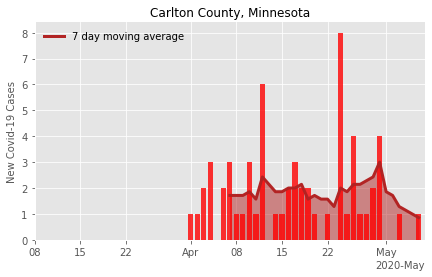 Carlton County, Minnesota
7 day moving average
New Covid-19 Cases
8
7
6
5
4
3
2
1
0
08 15 22 Apr 08 15 22 May
2020-May